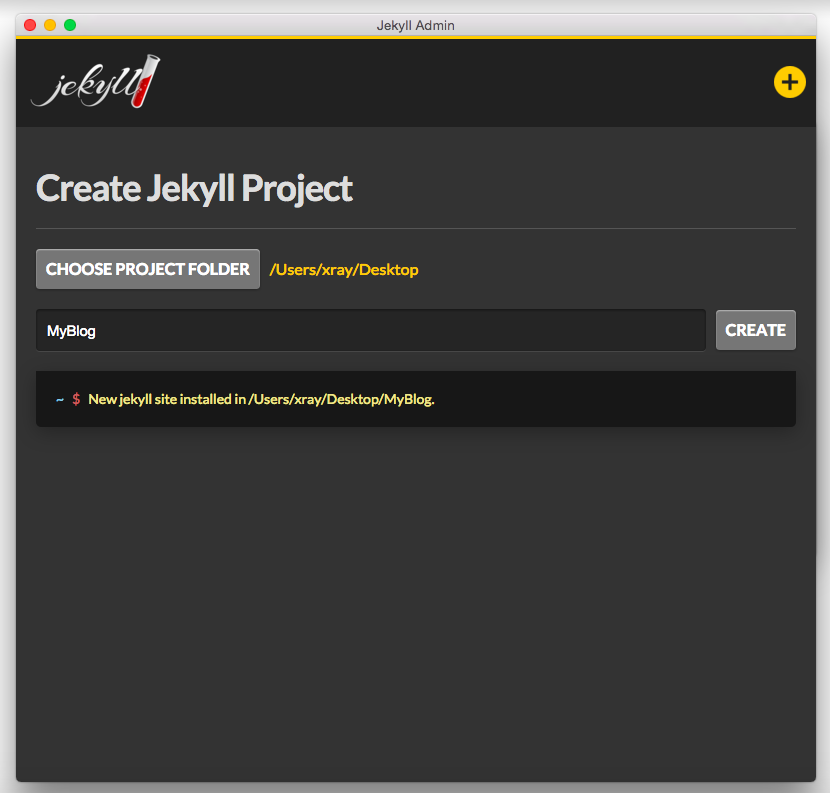 Jekyll Admin
jekyll
Create Jekyll Project
CHOOSE PROJECT FOLDER /Users/xray/Desktop
MyBlog CREATE
~ $ New jekyll site installed in /Users/xray/Desktop/MyBlog.